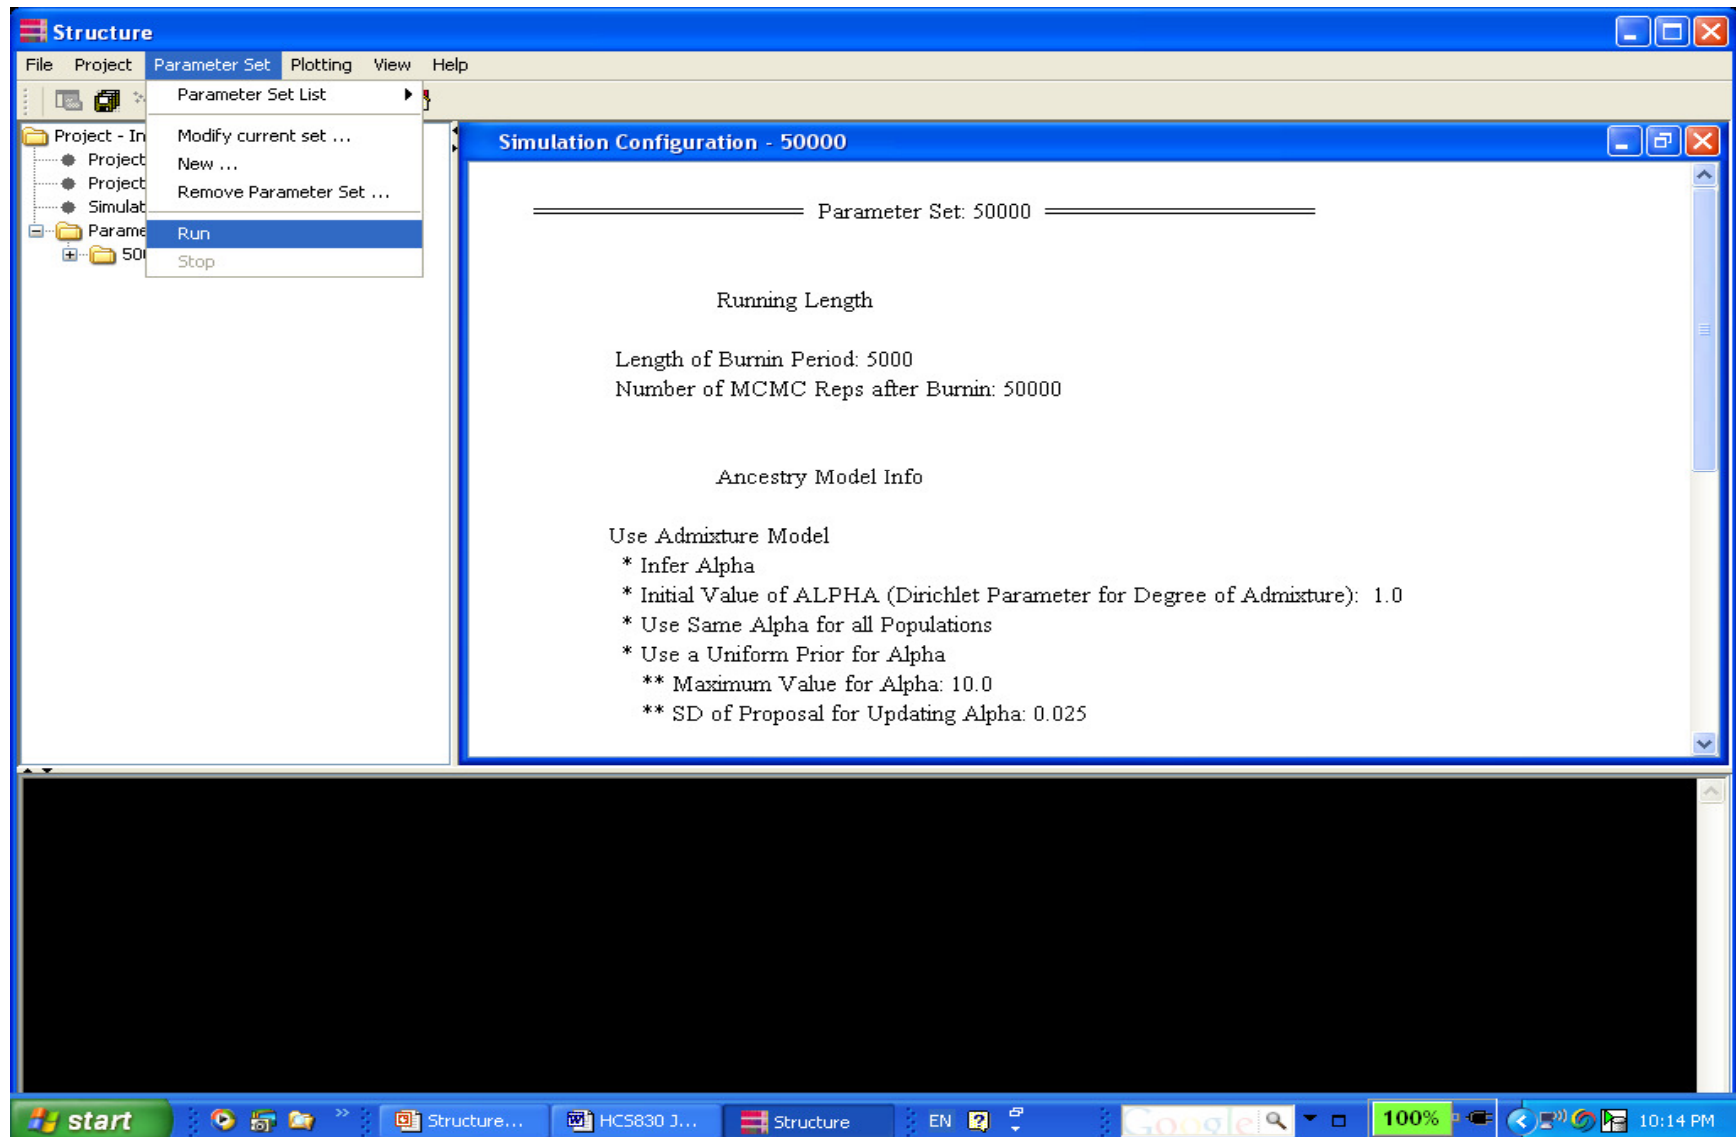 Structure
File Project Parameter Set Plotting View Help
Parameter Set List
Modify current set ...
New ...
Remove Parameter Set ...
Run
Stop
Project - In
Project
Project
Simulat
Parame
Simulation Configuration - 50000
Parameter Set: 50000
Running Length
Length of Burnin Period: 5000
Number of MCMC Reps after Burnin: 50000
Ancestry Model Info
Use Admixture Model
* Infer Alpha
* Initial Value of ALPHA (Dirichlet Parameter for Degree of Admixture): 1.0
* Use Same Alpha for all Populations
* Use a Uniform Prior for Alpha
** Maximum Value for Alpha: 10.0
** SD of Proposal for Updating Alpha: 0.025
start
Structure...
HCS830 J...
Structure
EN
Google
100%
10:14 PM